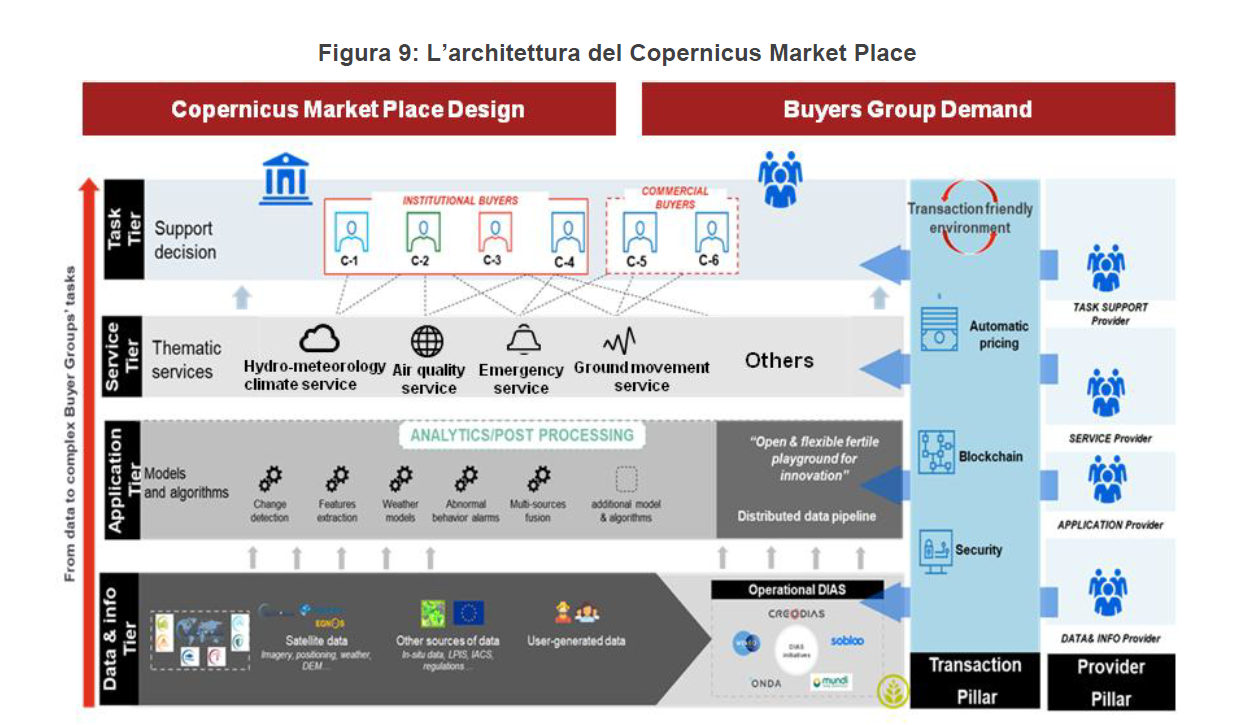 Figura 9: L’architettura del Copernicus Market Place
Copernicus Market Place Design
Buyers Group Demand
From data to complex Buyer Groups’ tasks
Task
Tier
Support
decision
INSTITUTIONAL BUYERS
C-1
C-2
C-3
C-4
COMMERCIAL
BUYERS
C-5
C-6
Service
Tier
Thematic
services
Hydro-meteorology
climate service
Air quality
service
Emergency
service
Ground movement
service
Others
Application
Tier
Models
and algorithms
ANALYTICS/POST PROCESSING
Change
detection
Features
extraction
Weather
models
Abnormal
behavior alarms
Multi-sources
fusion
additional model
& algorithms
“Open & flexible fertile
playground for
innovation”
Distributed data pipeline
Data & info
Tier
EGNOS
Satellite data
Imagery, positioning, weather,
DEM ...
Other sources of data
In-situ data, LPIS, IACS,
regulations ...
User-generated data
Operational DIAS
CREODIAS
sobloo
DIAS
initiatives
ONDA
mundi
Transaction friendly
environment
Automatic
pricing
Blockchain
Security
Transaction
Pillar
TASK SUPPORT
Provider
SERVICE Provider
APPLICATION Provider
DATA& INFO Provider
Provider
Pillar